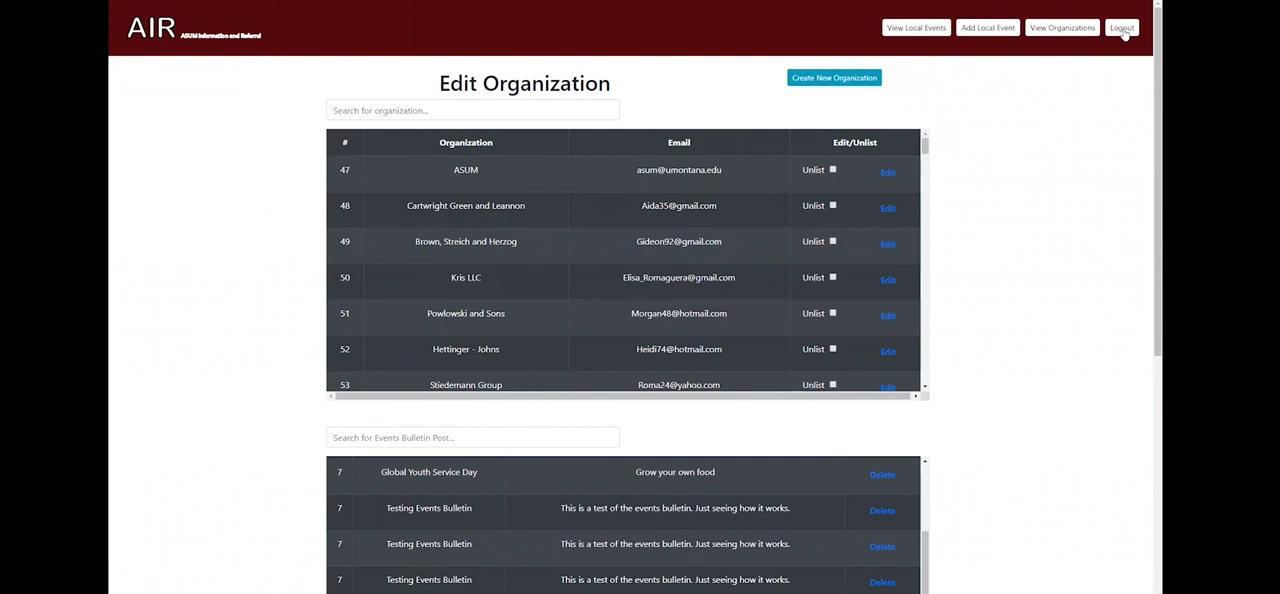 AIR ASUM Information and Referral
View Local Events Add Local Event View Organizations Logout
Edit Organization
Create New Organization
Search for organization...
# Organization Email Edit/Unlist
47 ASUM asum@umontana.edu Unlist Edit
48 Cartwright Green and Leannon Aida35@gmail.com Unlist Edit
49 Brown, Streich and Herzog Gideon92@gmail.com Unlist Edit
50 Kris LLC Elisa_Romaguera@gmail.com Unlist Edit
51 Powlowski and Sons Morgan48@hotmail.com Unlist Edit
52 Hettinger - Johns Heidi74@hotmail.com Unlist Edit
53 Stiedemann Group Roma24@yahoo.com Unlist Edit
Search for Events Bulletin Post...
7 Global Youth Service Day Grow your own food Delete
7 Testing Events Bulletin This is a test of the events bulletin. Just seeing how it works. Delete
7 Testing Events Bulletin This is a test of the events bulletin. Just seeing how it works. Delete
7 Testing Events Bulletin This is a test of the events bulletin. Just seeing how it works. Delete